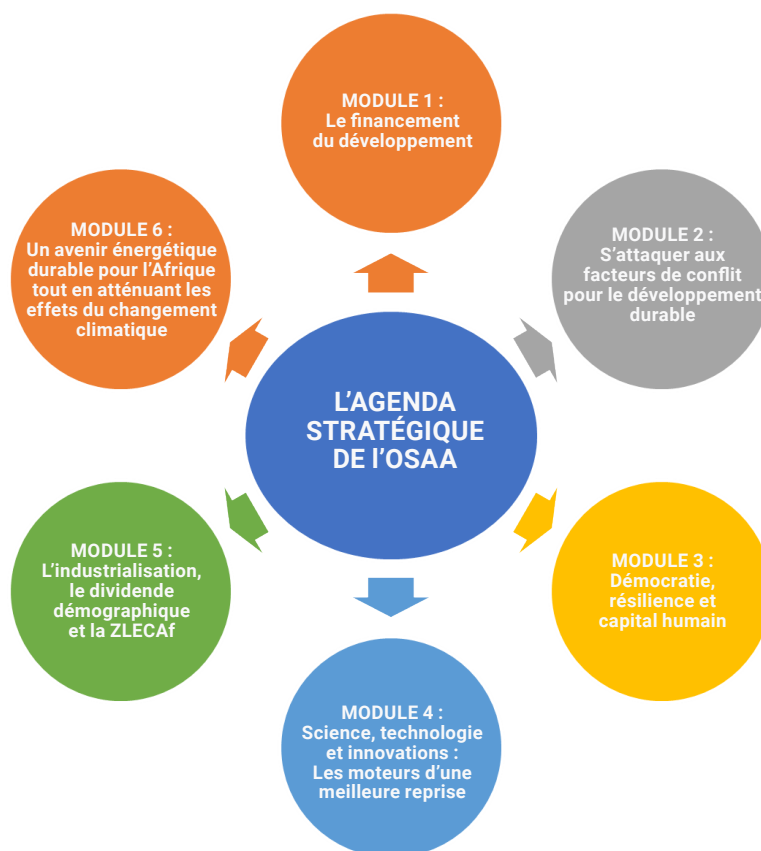 MODULE 1 :
Le financement
du développement
MODULE 2 :
S'attaquer aux
facteurs de conflit
pour le développement
durable
MODULE 3 :
Démocratie,
résilience et
capital humain
MODULE 4 :
Science, technologie
et innovations :
Les moteurs d'une
meilleure reprise
MODULE 5 :
L'industrialisation,
le dividende
démographique
et la ZLECAf
MODULE 6 :
Un avenir énergétique
durable pour l'Afrique
tout en atténuant les
effets du changement
climatique
L'AGENDA
STRATÉGIQUE
DE l'OSAA